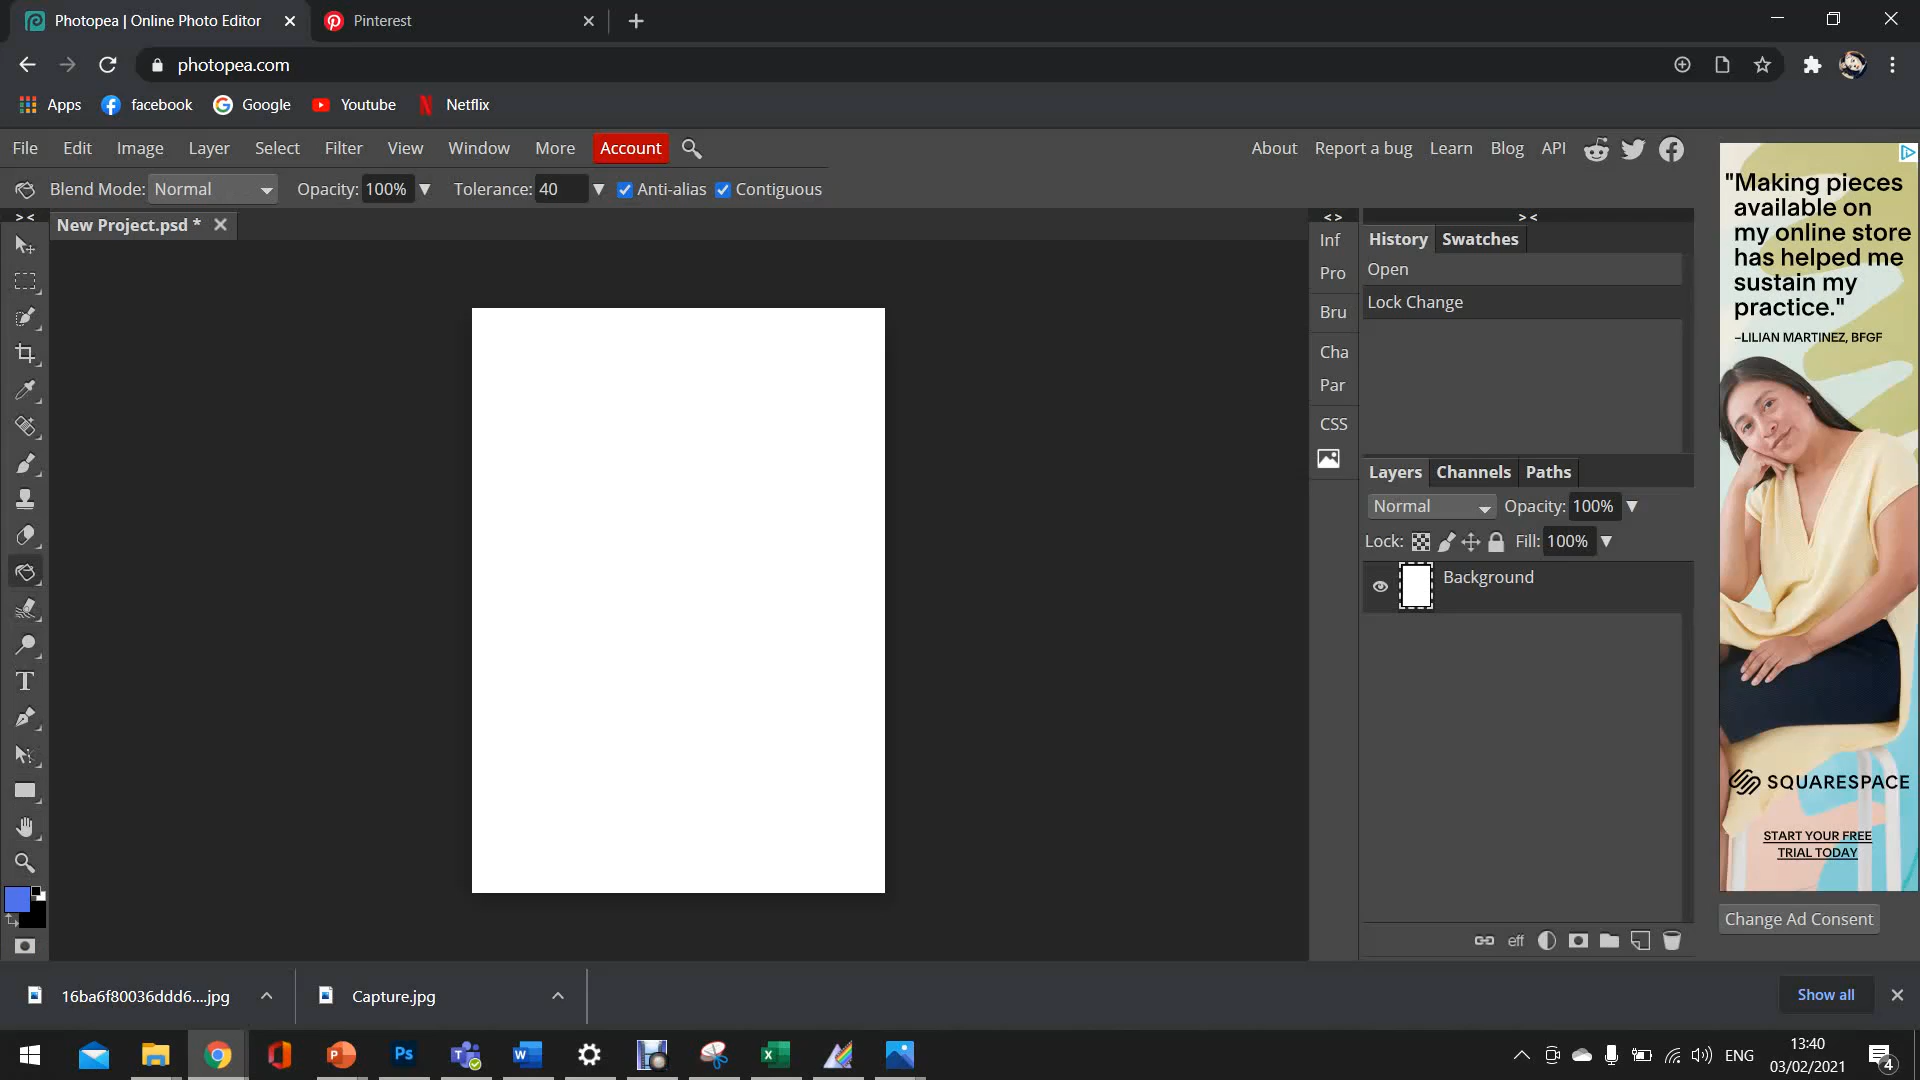 Photopea | Online Photo Editor
Pinterest
photopea.com
Apps facebook Google Youtube Netflix
File Edit Image Layer Select Filter View Window More Account
About Report a bug Learn Blog API
Blend Mode: Normal Opacity: 100% Tolerance: 40 Anti-alias Contiguous
New Project.psd *
> <
< >
> <
Inf
Pro
Bru
Cha
Par
CSS
History Swatches
Open
Lock Change
Layers Channels Paths
Normal Opacity: 100%
Lock: Fill: 100%
Background
eff
T
"Making pieces
available on
my online store
has helped me
sustain my
practice."
–LILIAN MARTINEZ, BFGF
SQUARESPACE
START YOUR FREE
TRIAL TODAY
Change Ad Consent
16ba6f80036ddd6....jpg
Capture.jpg
Show all
ENG
13:40
03/02/2021
4